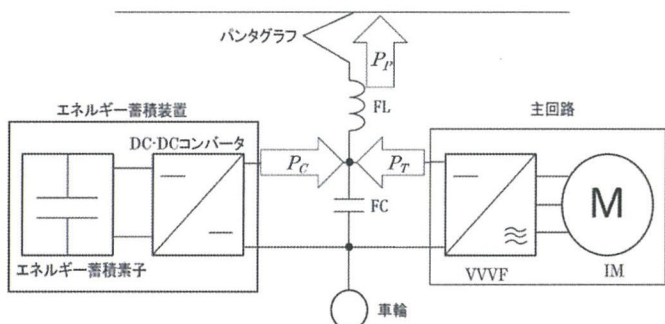 パンタグラフ
P_P
FL
エネルギー蓄積装置
主回路
DC-DCコンバータ
P_C
P_T
FC
M
エネルギー蓄積素子
VVVF
IM
車輪